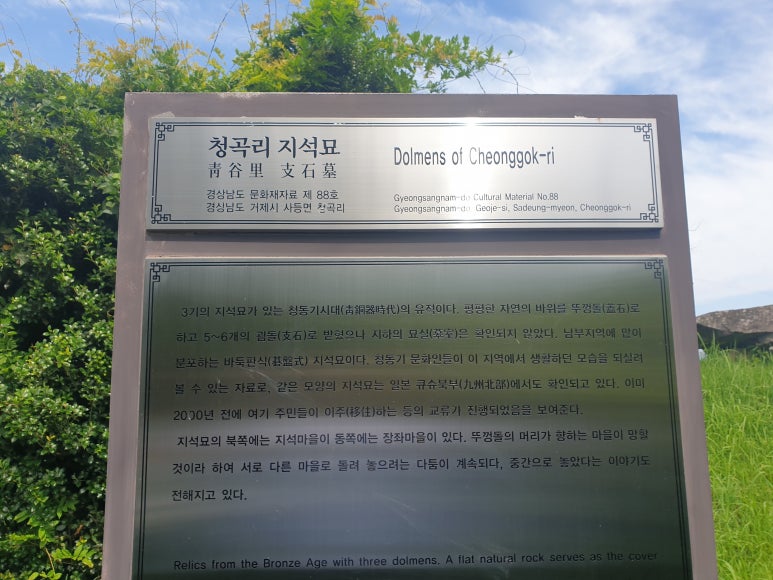 청곡리 지석묘
靑谷里 支石墓
경상남도 문화재자료 제 88호
경상남도 거제시 사등면 청곡리
Dolmens of Cheonggok-ri
Gyeongsangnam-do Cultural Material No.88
Gyeongsangnam-do, Geoje-si, Sadeung-myeon, Cheonggok-ri
3기의 지석묘가 있는 청동기시대(靑銅器時代)의 유적이다. 평평한 자연의 바위를 뚜껑돌(蓋石)로
하고 5~6개의 굄돌(支石)로 받혔으나 지하의 묘실(墓室)은 확인되지 않았다. 남부지역에 많이
분포하는 바둑판식(碁盤式) 지석묘이다. 청동기 문화인들이 이 지역에서 생활하던 모습을 되살려
볼 수 있는 자료로, 같은 모양의 지석묘는 일본 큐슈북부(九州北部)에서도 확인되고 있다. 이미
2000년 전에 여기 주민들이 이주(移住)하는 등의 교류가 진행되었음을 보여준다.
지석묘의 북쪽에는 지석마을이 동쪽에는 장좌마을이 있다. 뚜껑돌의 머리가 향하는 마을이 망할
것이라 하여 서로 다른 마을로 돌려 놓으려는 다툼이 계속되다, 중간으로 놓았다는 이야기도
전해지고 있다.
Relics from the Bronze Age with three dolmens. A flat natural rock serves as the cover